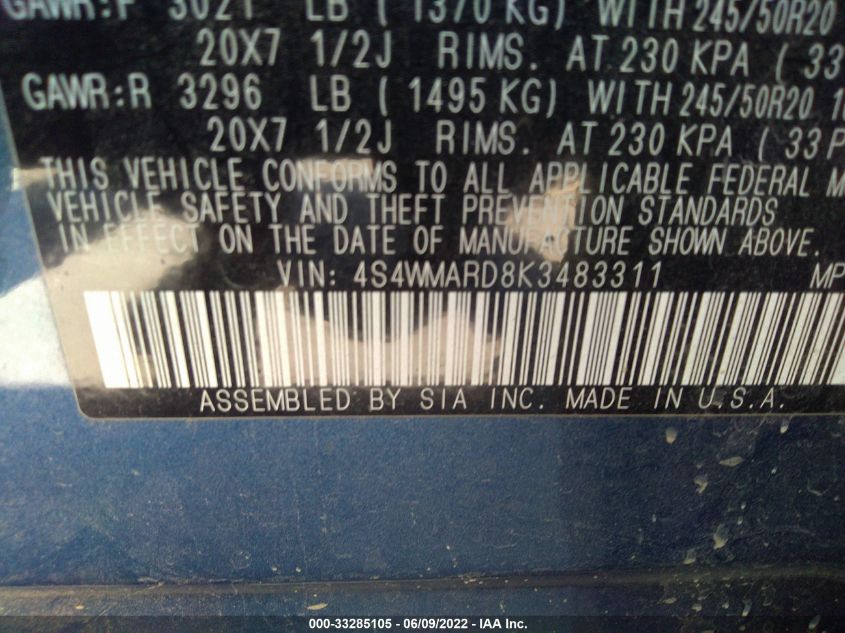 GAWR:F 3021 LB ( 1370 KG) WITH 245/50R20
20X7 1/2J RIMS. AT 230 KPA ( 33
GAWR:R 3296 LB ( 1495 KG) WITH 245/50R20
20X7 1/2J RIMS. AT 230 KPA ( 33 P
THIS VEHICLE CONFORMS TO ALL APPLICABLE FEDERAL M
VEHICLE SAFETY AND THEFT PREVENTION STANDARDS
IN EFFECT ON THE DATE OF MANUFACTURE SHOWN ABOVE.
VIN: 4S4WMARD8K3483311 MP
ASSEMBLED BY SIA INC. MADE IN U.S.A.
000-33285105 - 06/09/2022 - IAA Inc.